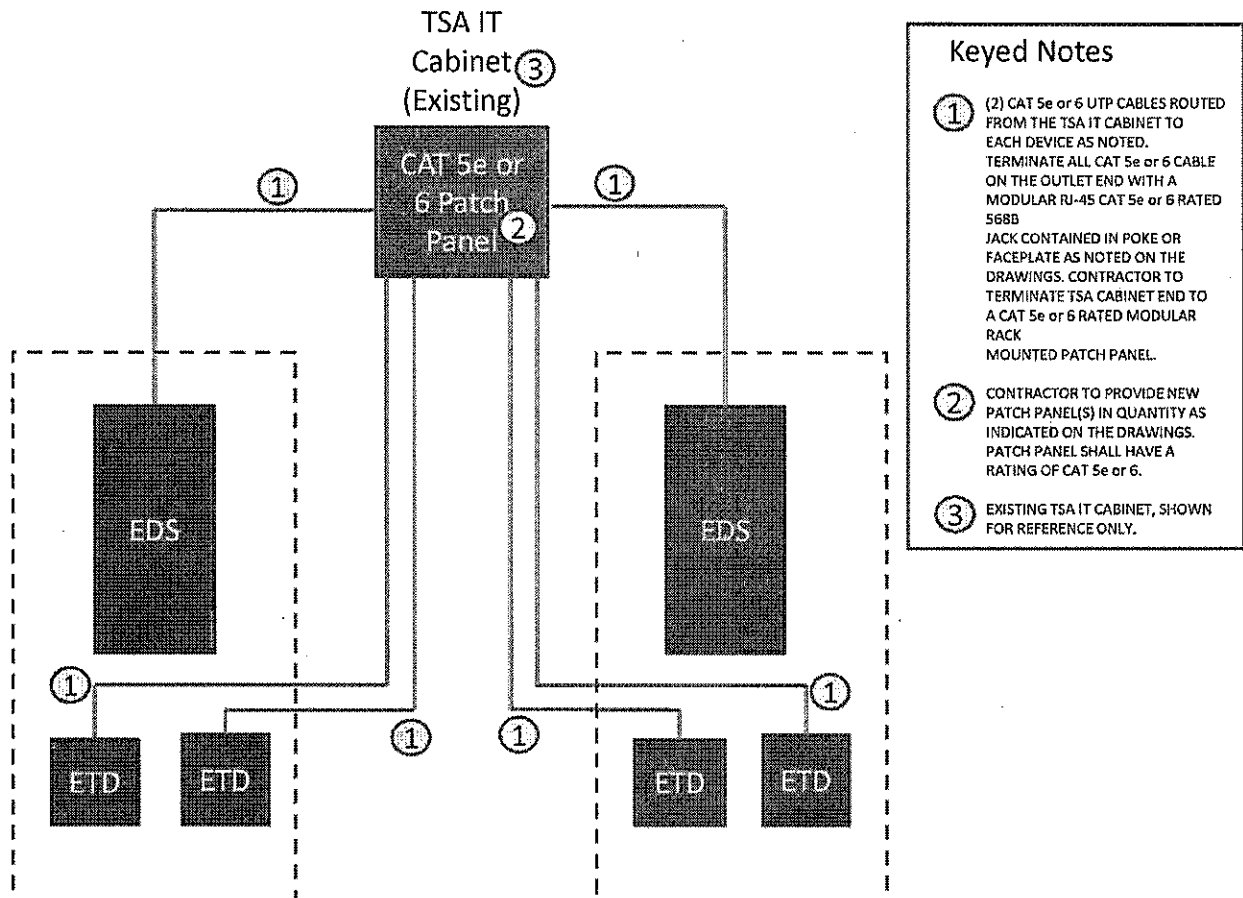 TSA IT
Cabinet ③
(Existing)
CAT 5e or
6 Patch
Panel ②
①
①
EDS
EDS
①
①
①
①
ETD
ETD
ETD
ETD
Keyed Notes
① (2) CAT 5e or 6 UTP CABLES ROUTED
FROM THE TSA IT CABINET TO
EACH DEVICE AS NOTED.
TERMINATE ALL CAT 5e or 6 CABLE
ON THE OUTLET END WITH A
MODULAR RJ-45 CAT 5e or 6 RATED
568B
JACK CONTAINED IN POKE OR
FACEPLATE AS NOTED ON THE
DRAWINGS. CONTRACTOR TO
TERMINATE TSA CABINET END TO
A CAT 5e or 6 RATED MODULAR
RACK
MOUNTED PATCH PANEL.
② CONTRACTOR TO PROVIDE NEW
PATCH PANEL(S) IN QUANTITY AS
INDICATED ON THE DRAWINGS.
PATCH PANEL SHALL HAVE A
RATING OF CAT 5e or 6.
③ EXISTING TSA IT CABINET, SHOWN
FOR REFERENCE ONLY.